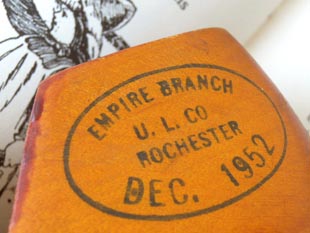 EMPIRE BRANCH
U. L. CO
ROCHESTER
DEC. 1952